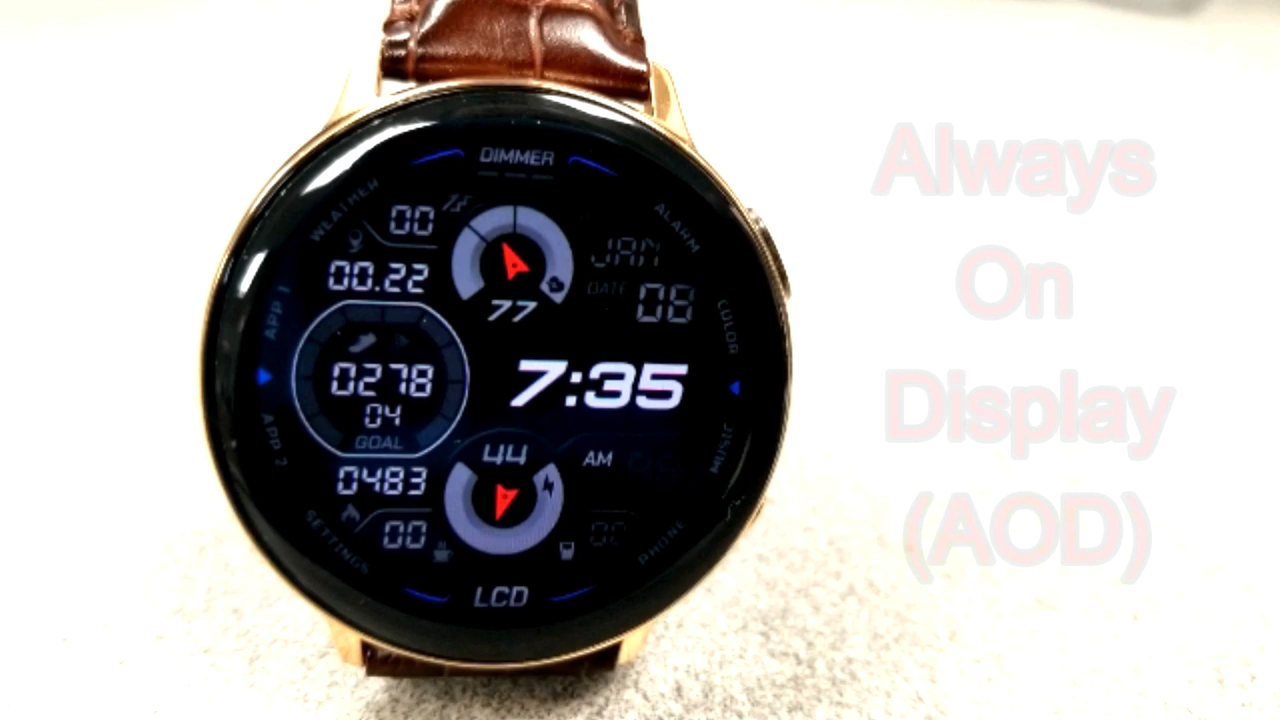 DIMMER
WEATHER
ALARM
00
JAN
00.22
DATE 08
77
APP 1
COLOR
0278
7:35
04
GOAL
APP 2
44
AM
MUSIC
0483
00
SETTINGS
PHONE
LCD
Always
On
Display
(AOD)